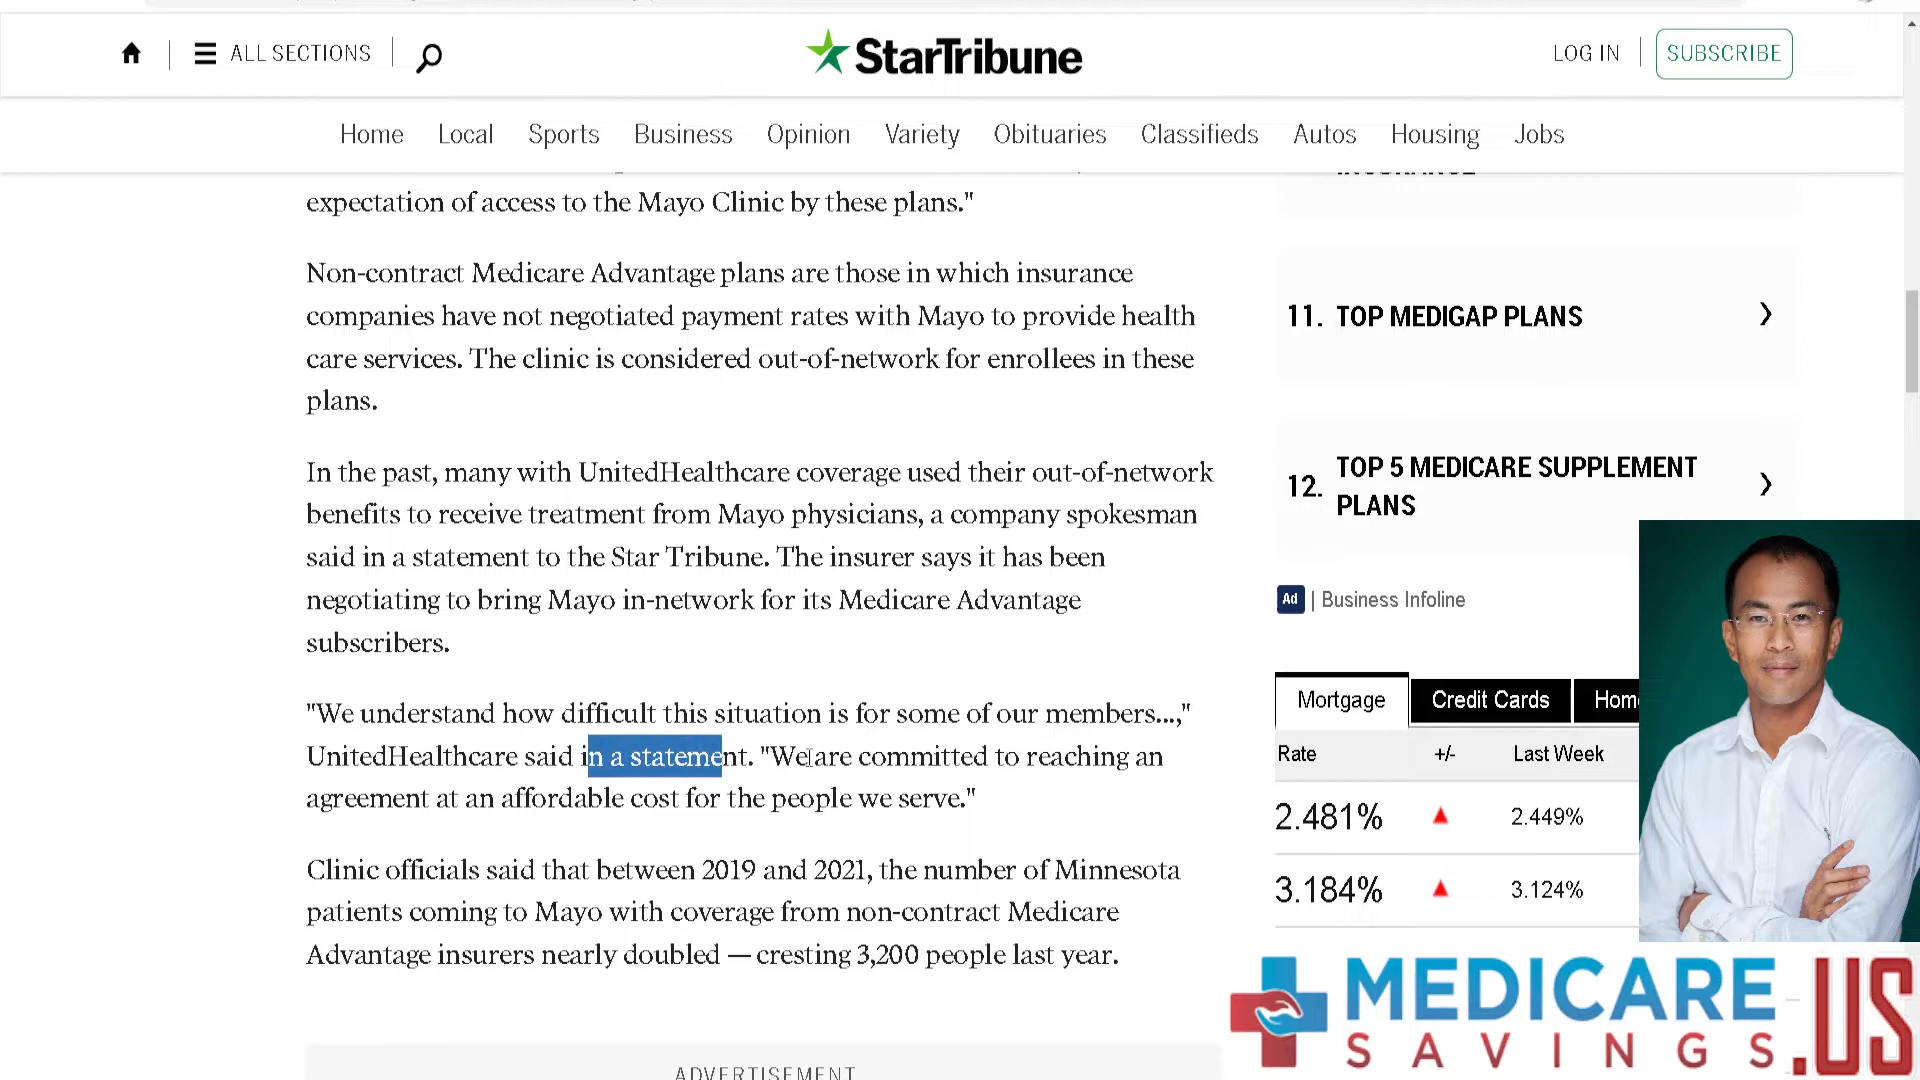 ALL SECTIONS
StarTribune
LOG IN
SUBSCRIBE
Home Local Sports Business Opinion Variety Obituaries Classifieds Autos Housing Jobs
expectation of access to the Mayo Clinic by these plans."
Non-contract Medicare Advantage plans are those in which insurance
companies have not negotiated payment rates with Mayo to provide health
care services. The clinic is considered out-of-network for enrollees in these
plans.
In the past, many with UnitedHealthcare coverage used their out-of-network
benefits to receive treatment from Mayo physicians, a company spokesman
said in a statement to the Star Tribune. The insurer says it has been
negotiating to bring Mayo in-network for its Medicare Advantage
subscribers.
"We understand how difficult this situation is for some of our members...,"
UnitedHealthcare said in a statement. "We are committed to reaching an
agreement at an affordable cost for the people we serve."
Clinic officials said that between 2019 and 2021, the number of Minnesota
patients coming to Mayo with coverage from non-contract Medicare
Advantage insurers nearly doubled — cresting 3,200 people last year.
ADVERTISEMENT
INSURANCE
11. TOP MEDIGAP PLANS
12. TOP 5 MEDICARE SUPPLEMENT
PLANS
Ad | Business Infoline
Mortgage Credit Cards
Rate +/- Last Week
2.481% 2.449%
3.184% 3.124%
MEDICARE
SAVINGS.US